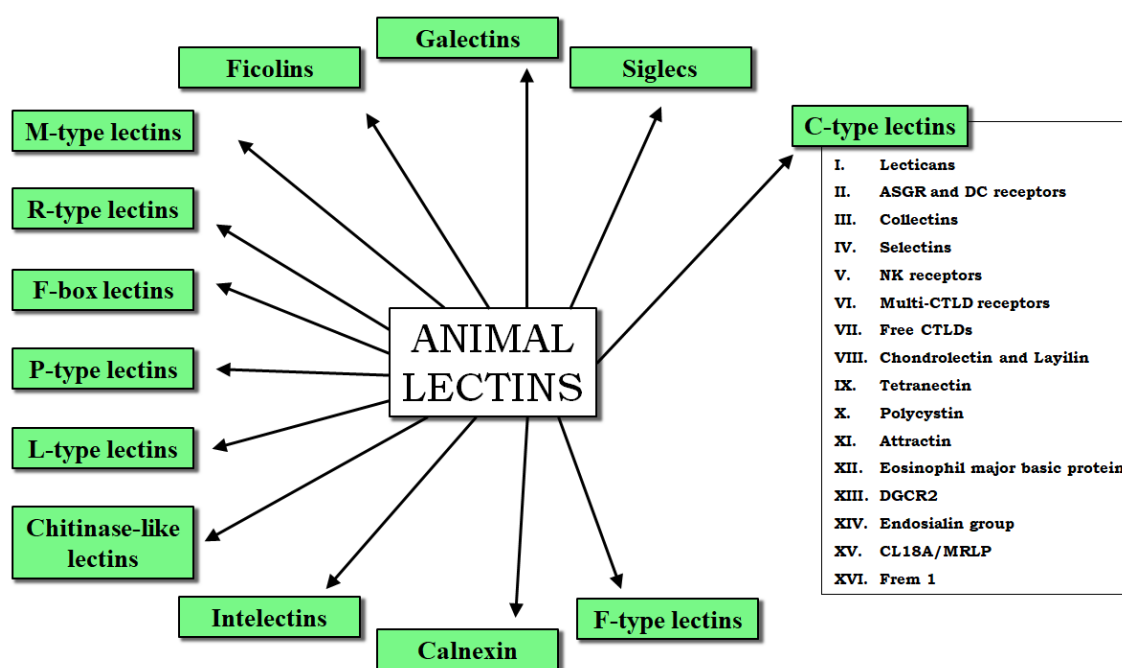 Galectins
Ficolins
Siglecs
M-type lectins
C-type lectins
R-type lectins
F-box lectins
P-type lectins
L-type lectins
Chitinase-like
lectins
Intelectins
Calnexin
F-type lectins
ANIMAL
LECTINS
I. Lecticans
II. ASGR and DC receptors
III. Collectins
IV. Selectins
V. NK receptors
VI. Multi-CTLD receptors
VII. Free CTLDs
VIII. Chondrolectin and Layilin
IX. Tetranectin
X. Polycystin
XI. Attractin
XII. Eosinophil major basic protein
XIII. DGCR2
XIV. Endosialin group
XV. CL18A/MRLP
XVI. Frem 1